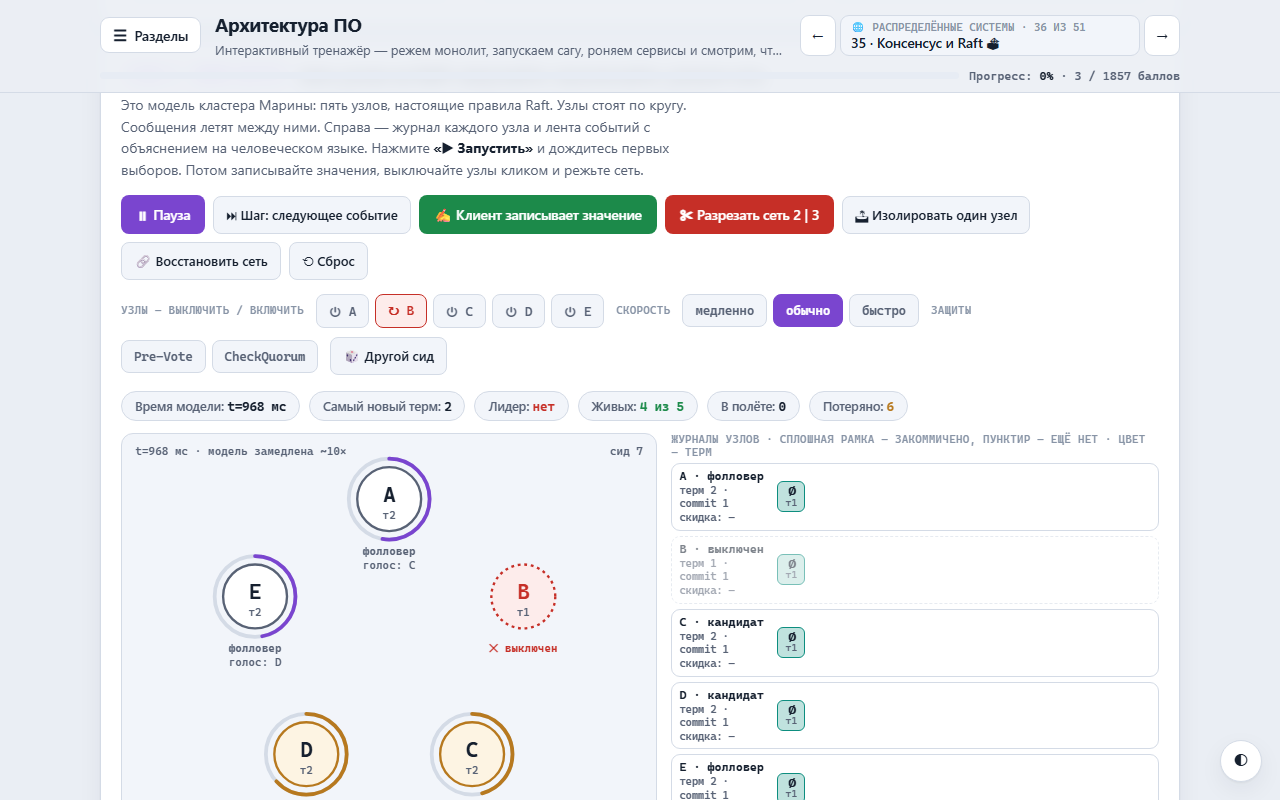 ☰ Разделы
Архитектура ПО
Интерактивный тренажёр — режем монолит, запускаем сагу, роняем сервисы и смотрим, чт…
←
🌐 РАСПРЕДЕЛЁННЫЕ СИСТЕМЫ · 36 ИЗ 51
35 · Консенсус и Raft 🗳
→
Прогресс: 0% · 3 / 1857 баллов
Это модель кластера Марины: пять узлов, настоящие правила Raft. Узлы стоят по кругу.
Сообщения летят между ними. Справа — журнал каждого узла и лента событий с
объяснением на человеческом языке. Нажмите «▶ Запустить» и дождитесь первых
выборов. Потом записывайте значения, выключайте узлы кликом и режьте сеть.
⏸ Пауза
⏭ Шаг: следующее событие
✍ Клиент записывает значение
✂ Разрезать сеть 2 | 3
Изолировать один узел
🔗 Восстановить сеть
⟲ Сброс
УЗЛЫ — ВЫКЛЮЧИТЬ / ВКЛЮЧИТЬ
⏻ A
↻ B
⏻ C
⏻ D
⏻ E
СКОРОСТЬ
медленно
обычно
быстро
ЗАЩИТЫ
Pre-Vote
CheckQuorum
🎲 Другой сид
Время модели: t=968 мс
Самый новый терм: 2
Лидер: нет
Живых: 4 из 5
В полёте: 0
Потеряно: 6
t=968 мс · модель замедлена ~10×
сид 7
A
т2
фолловер
голос: C
E
т2
фолловер
голос: D
B
т1
✕ выключен
D
т2
C
т2
ЖУРНАЛЫ УЗЛОВ · СПЛОШНАЯ РАМКА — ЗАКОММИЧЕНО, ПУНКТИР — ЕЩЁ НЕТ · ЦВЕТ
— ТЕРМ
A · фолловер
терм 2 ·
commit 1
скидка: —
Ø
т1
B · выключен
терм 1 ·
commit 1
скидка: —
Ø
т1
C · кандидат
терм 2 ·
commit 1
скидка: —
Ø
т1
D · кандидат
терм 2 ·
commit 1
скидка: —
Ø
т1
E · фолловер
терм 2 ·
commit 1
Ø
т1